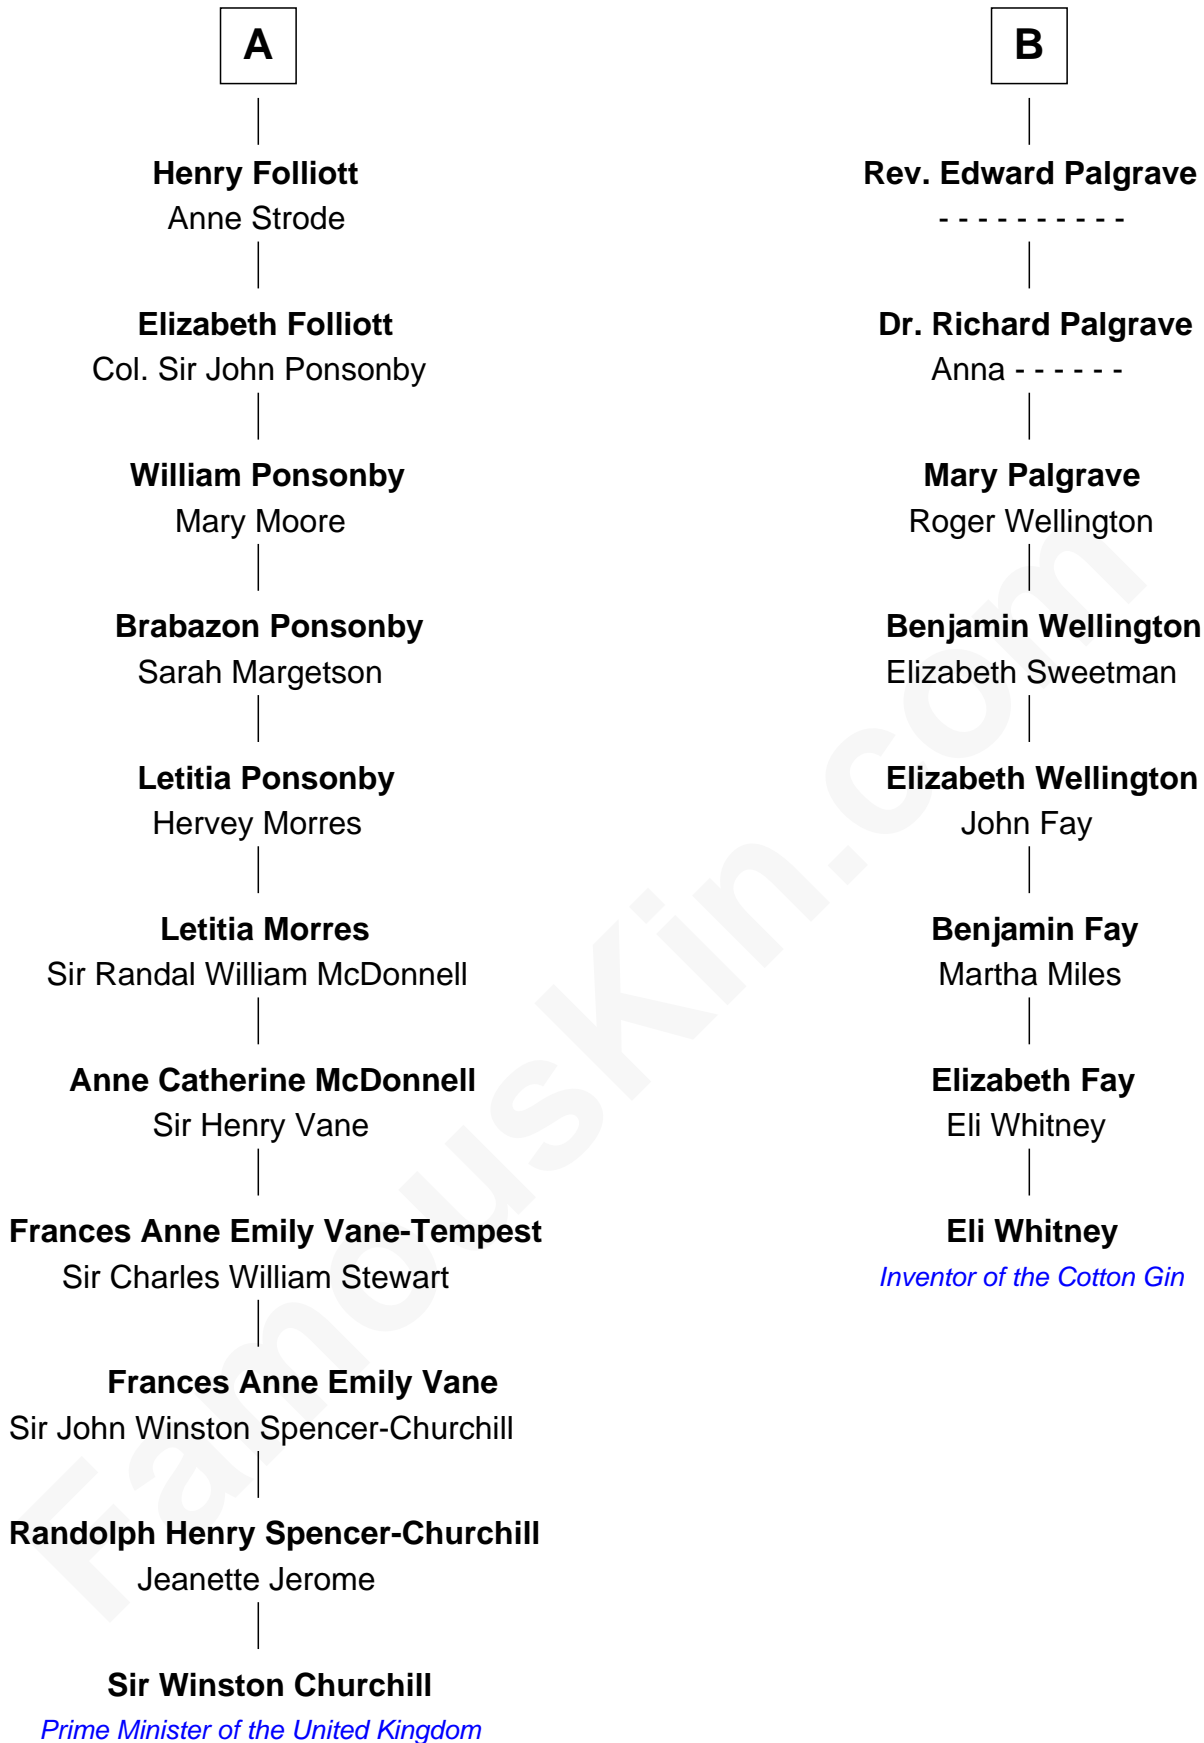 A
Henry Folliott
Anne Strode
Elizabeth Folliott
Col. Sir John Ponsonby
William Ponsonby
Mary Moore
Brabazon Ponsonby
Sarah Margetson
Letitia Ponsonby
Hervey Morres
Letitia Morres
Sir Randal William McDonnell
Anne Catherine McDonnell
Sir Henry Vane
Frances Anne Emily Vane-Tempest
Sir Charles William Stewart
Frances Anne Emily Vane
Sir John Winston Spencer-Churchill
Randolph Henry Spencer-Churchill
Jeanette Jerome
Sir Winston Churchill
Prime Minister of the United Kingdom
B
Rev. Edward Palgrave
- - - - - - - - - -
Dr. Richard Palgrave
Anna - - - - - -
Mary Palgrave
Roger Wellington
Benjamin Wellington
Elizabeth Sweetman
Elizabeth Wellington
John Fay
Benjamin Fay
Martha Miles
Elizabeth Fay
Eli Whitney
Eli Whitney
Inventor of the Cotton Gin
FamousKin.com